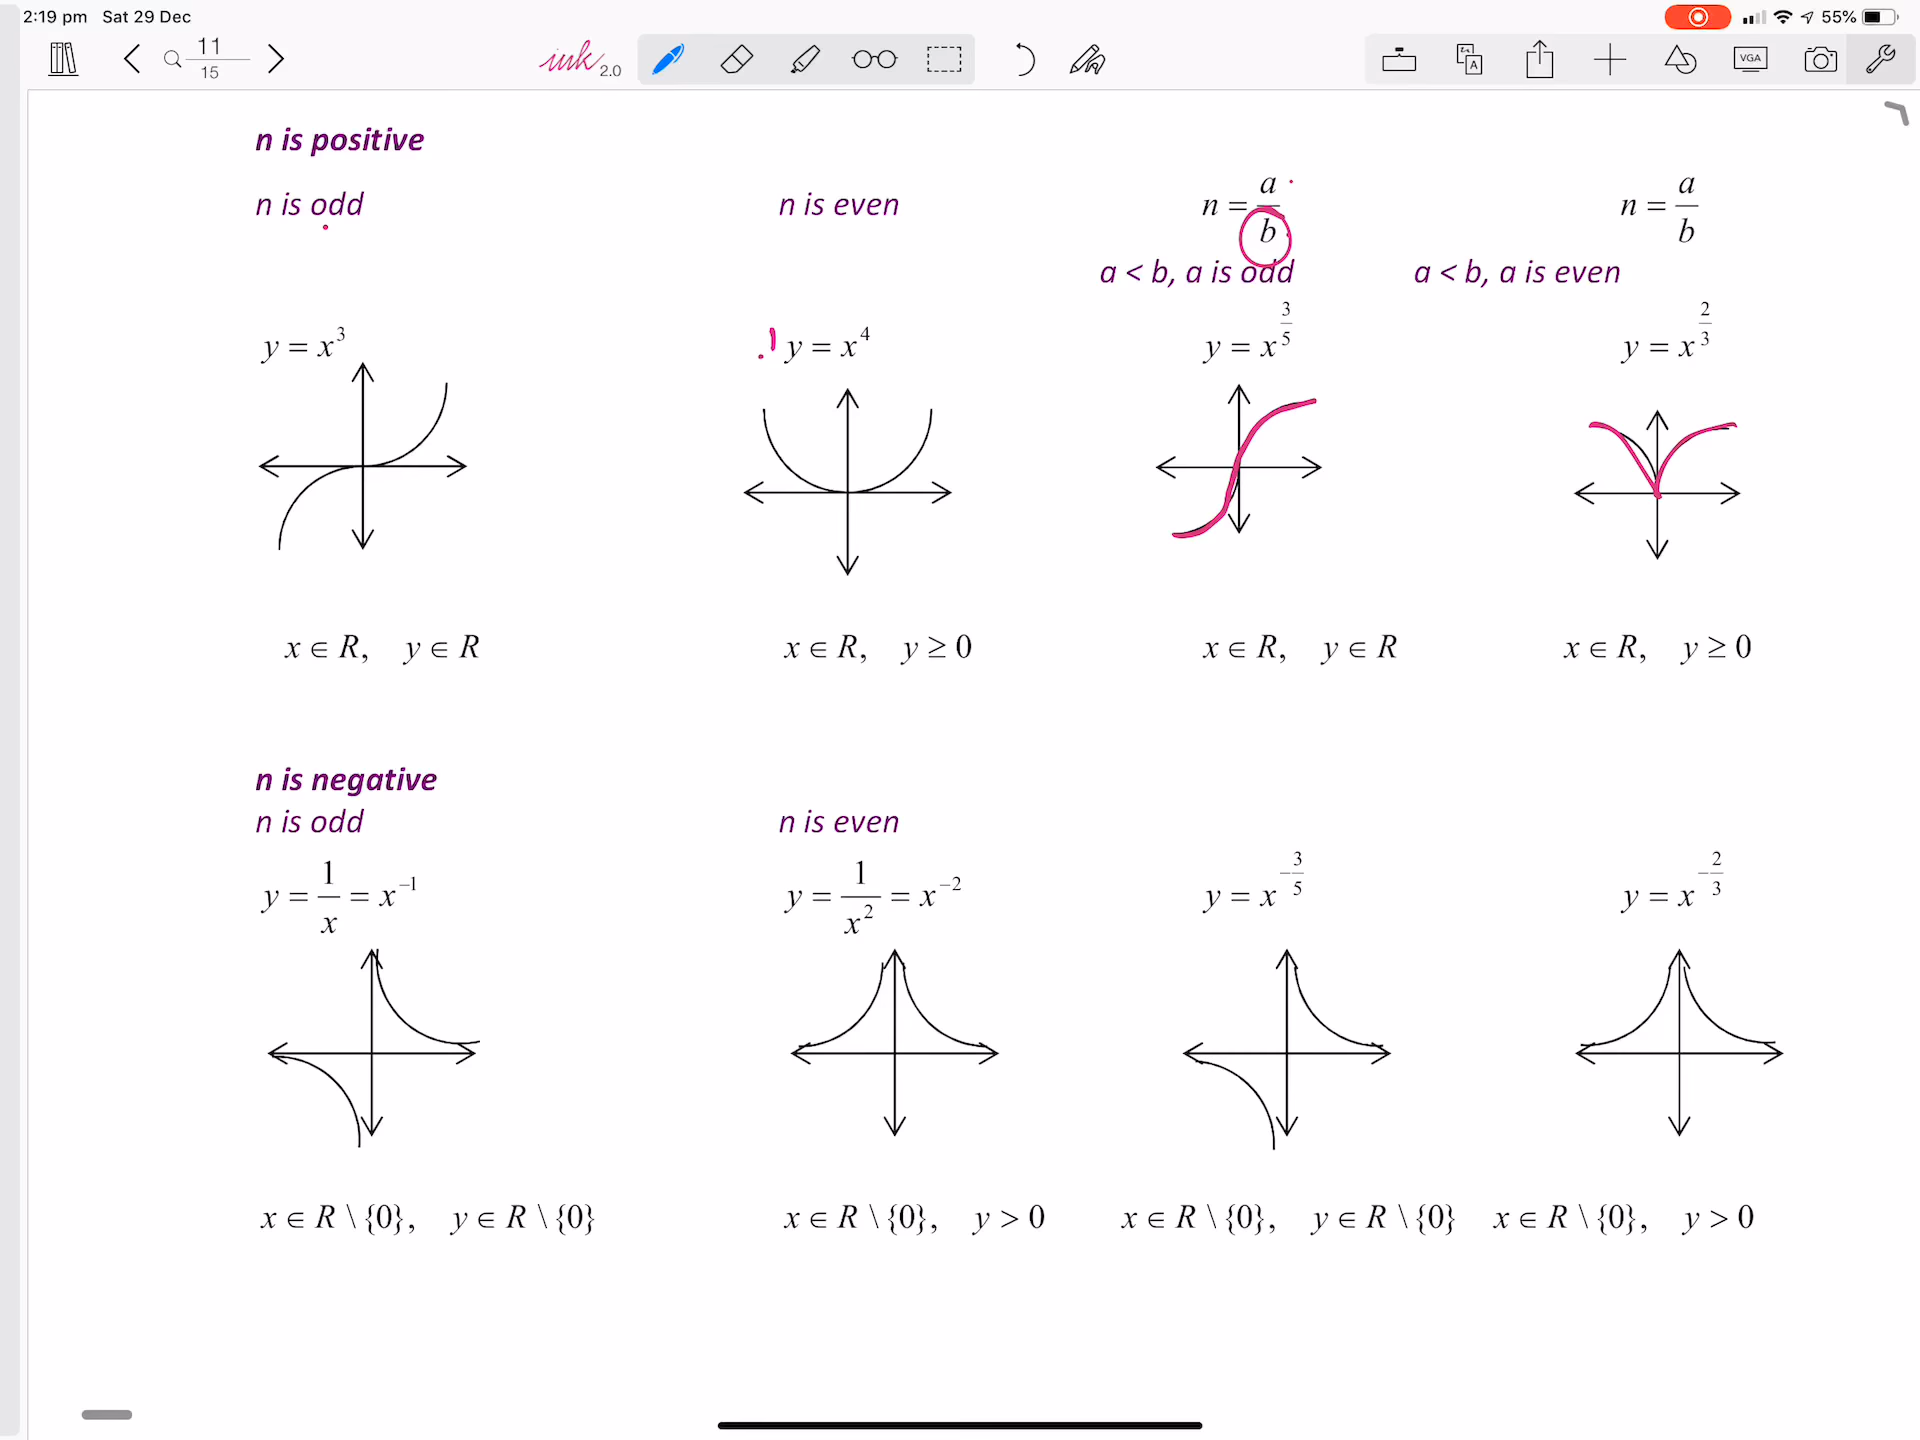 2:19 pm Sat 29 Dec 55%
11
15
ink 2.0
A
VGA
n is positive
n is odd n is even n = a/b n = a/b
a < b, a is odd a < b, a is even
y = x^3 y = x^4 y = x^(3/5) y = x^(2/3)
x ∈ R, y ∈ R x ∈ R, y ≥ 0 x ∈ R, y ∈ R x ∈ R, y ≥ 0
n is negative
n is odd n is even
y = 1/x = x^-1 y = 1/x^2 = x^-2 y = x^(-3/5) y = x^(-2/3)
x ∈ R \ {0}, y ∈ R \ {0} x ∈ R \ {0}, y > 0 x ∈ R \ {0}, y ∈ R \ {0} x ∈ R \ {0}, y > 0